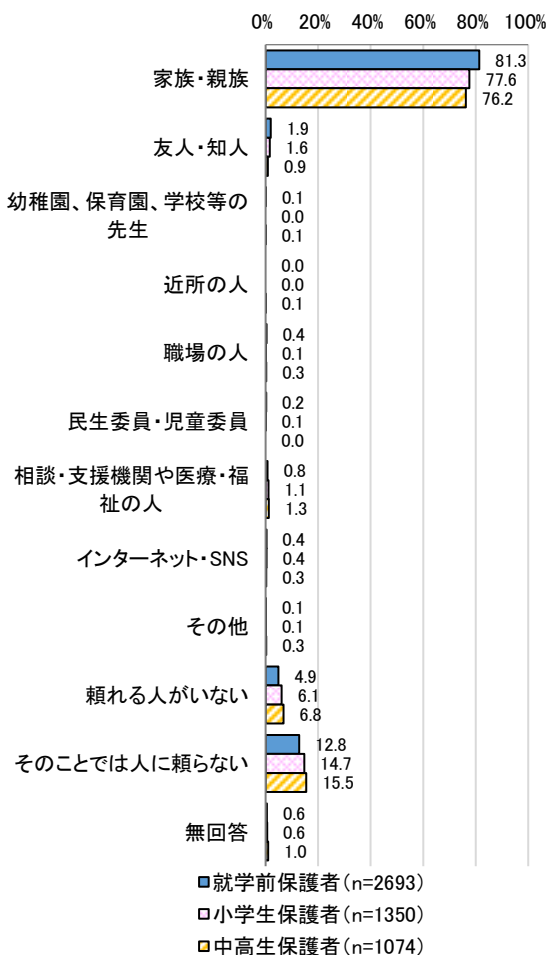 0% 20% 40% 60% 80% 100%
家族・親族
81.3
77.6
76.2
友人・知人
1.9
1.6
0.9
幼稚園、保育園、学校等の
先生
0.1
0.0
0.1
近所の人
0.0
0.0
0.1
職場の人
0.4
0.1
0.3
民生委員・児童委員
0.2
0.1
0.0
相談・支援機関や医療・福
祉の人
0.8
1.1
1.3
インターネット・SNS
0.4
0.4
0.3
その他
0.1
0.1
0.3
頼れる人がいない
4.9
6.1
6.8
そのことでは人に頼らない
12.8
14.7
15.5
無回答
0.6
0.6
1.0
就学前保護者(n=2693)
小学生保護者(n=1350)
中高生保護者(n=1074)